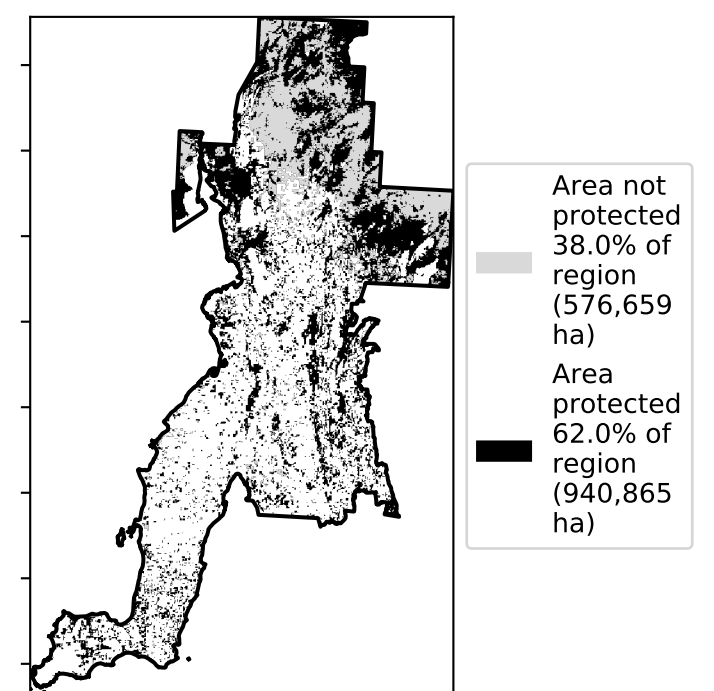 Area not
protected
38.0% of
region
(576,659
ha)
Area
protected
62.0% of
region
(940,865
ha)